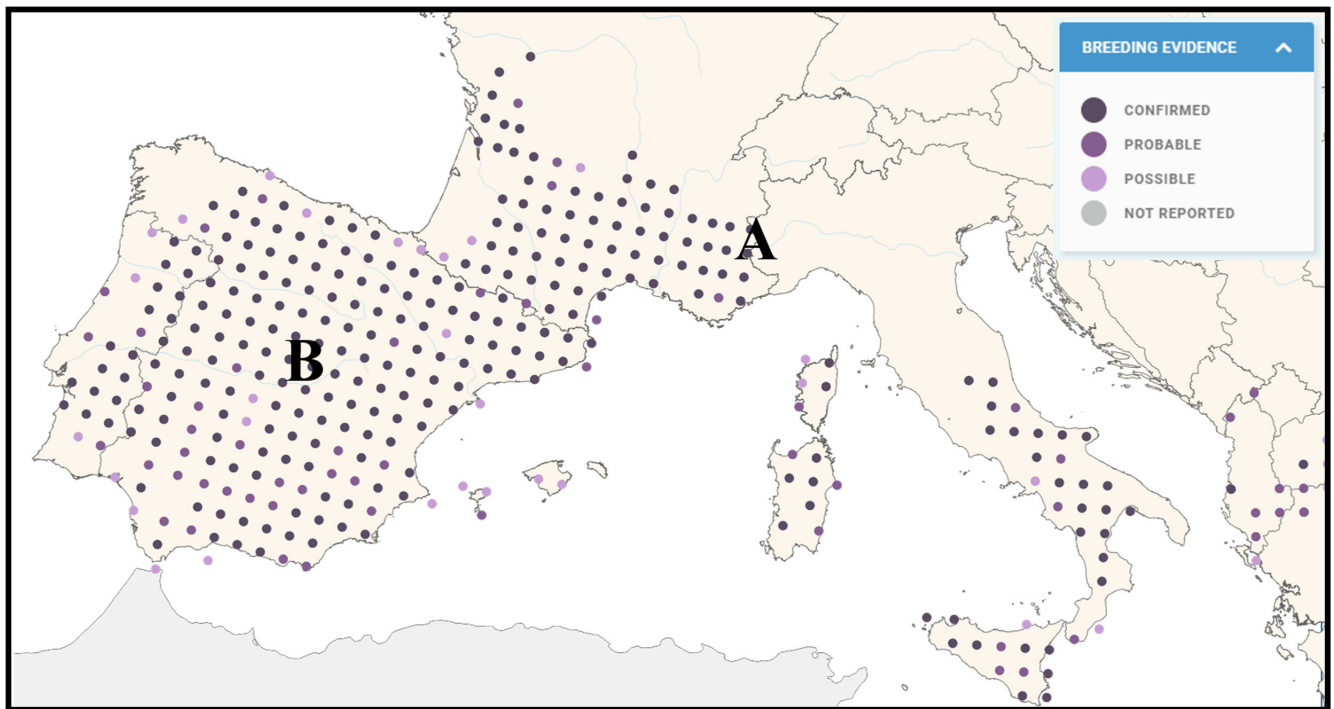 BREEDING EVIDENCE
CONFIRMED
PROBABLE
POSSIBLE
NOT REPORTED
A
B